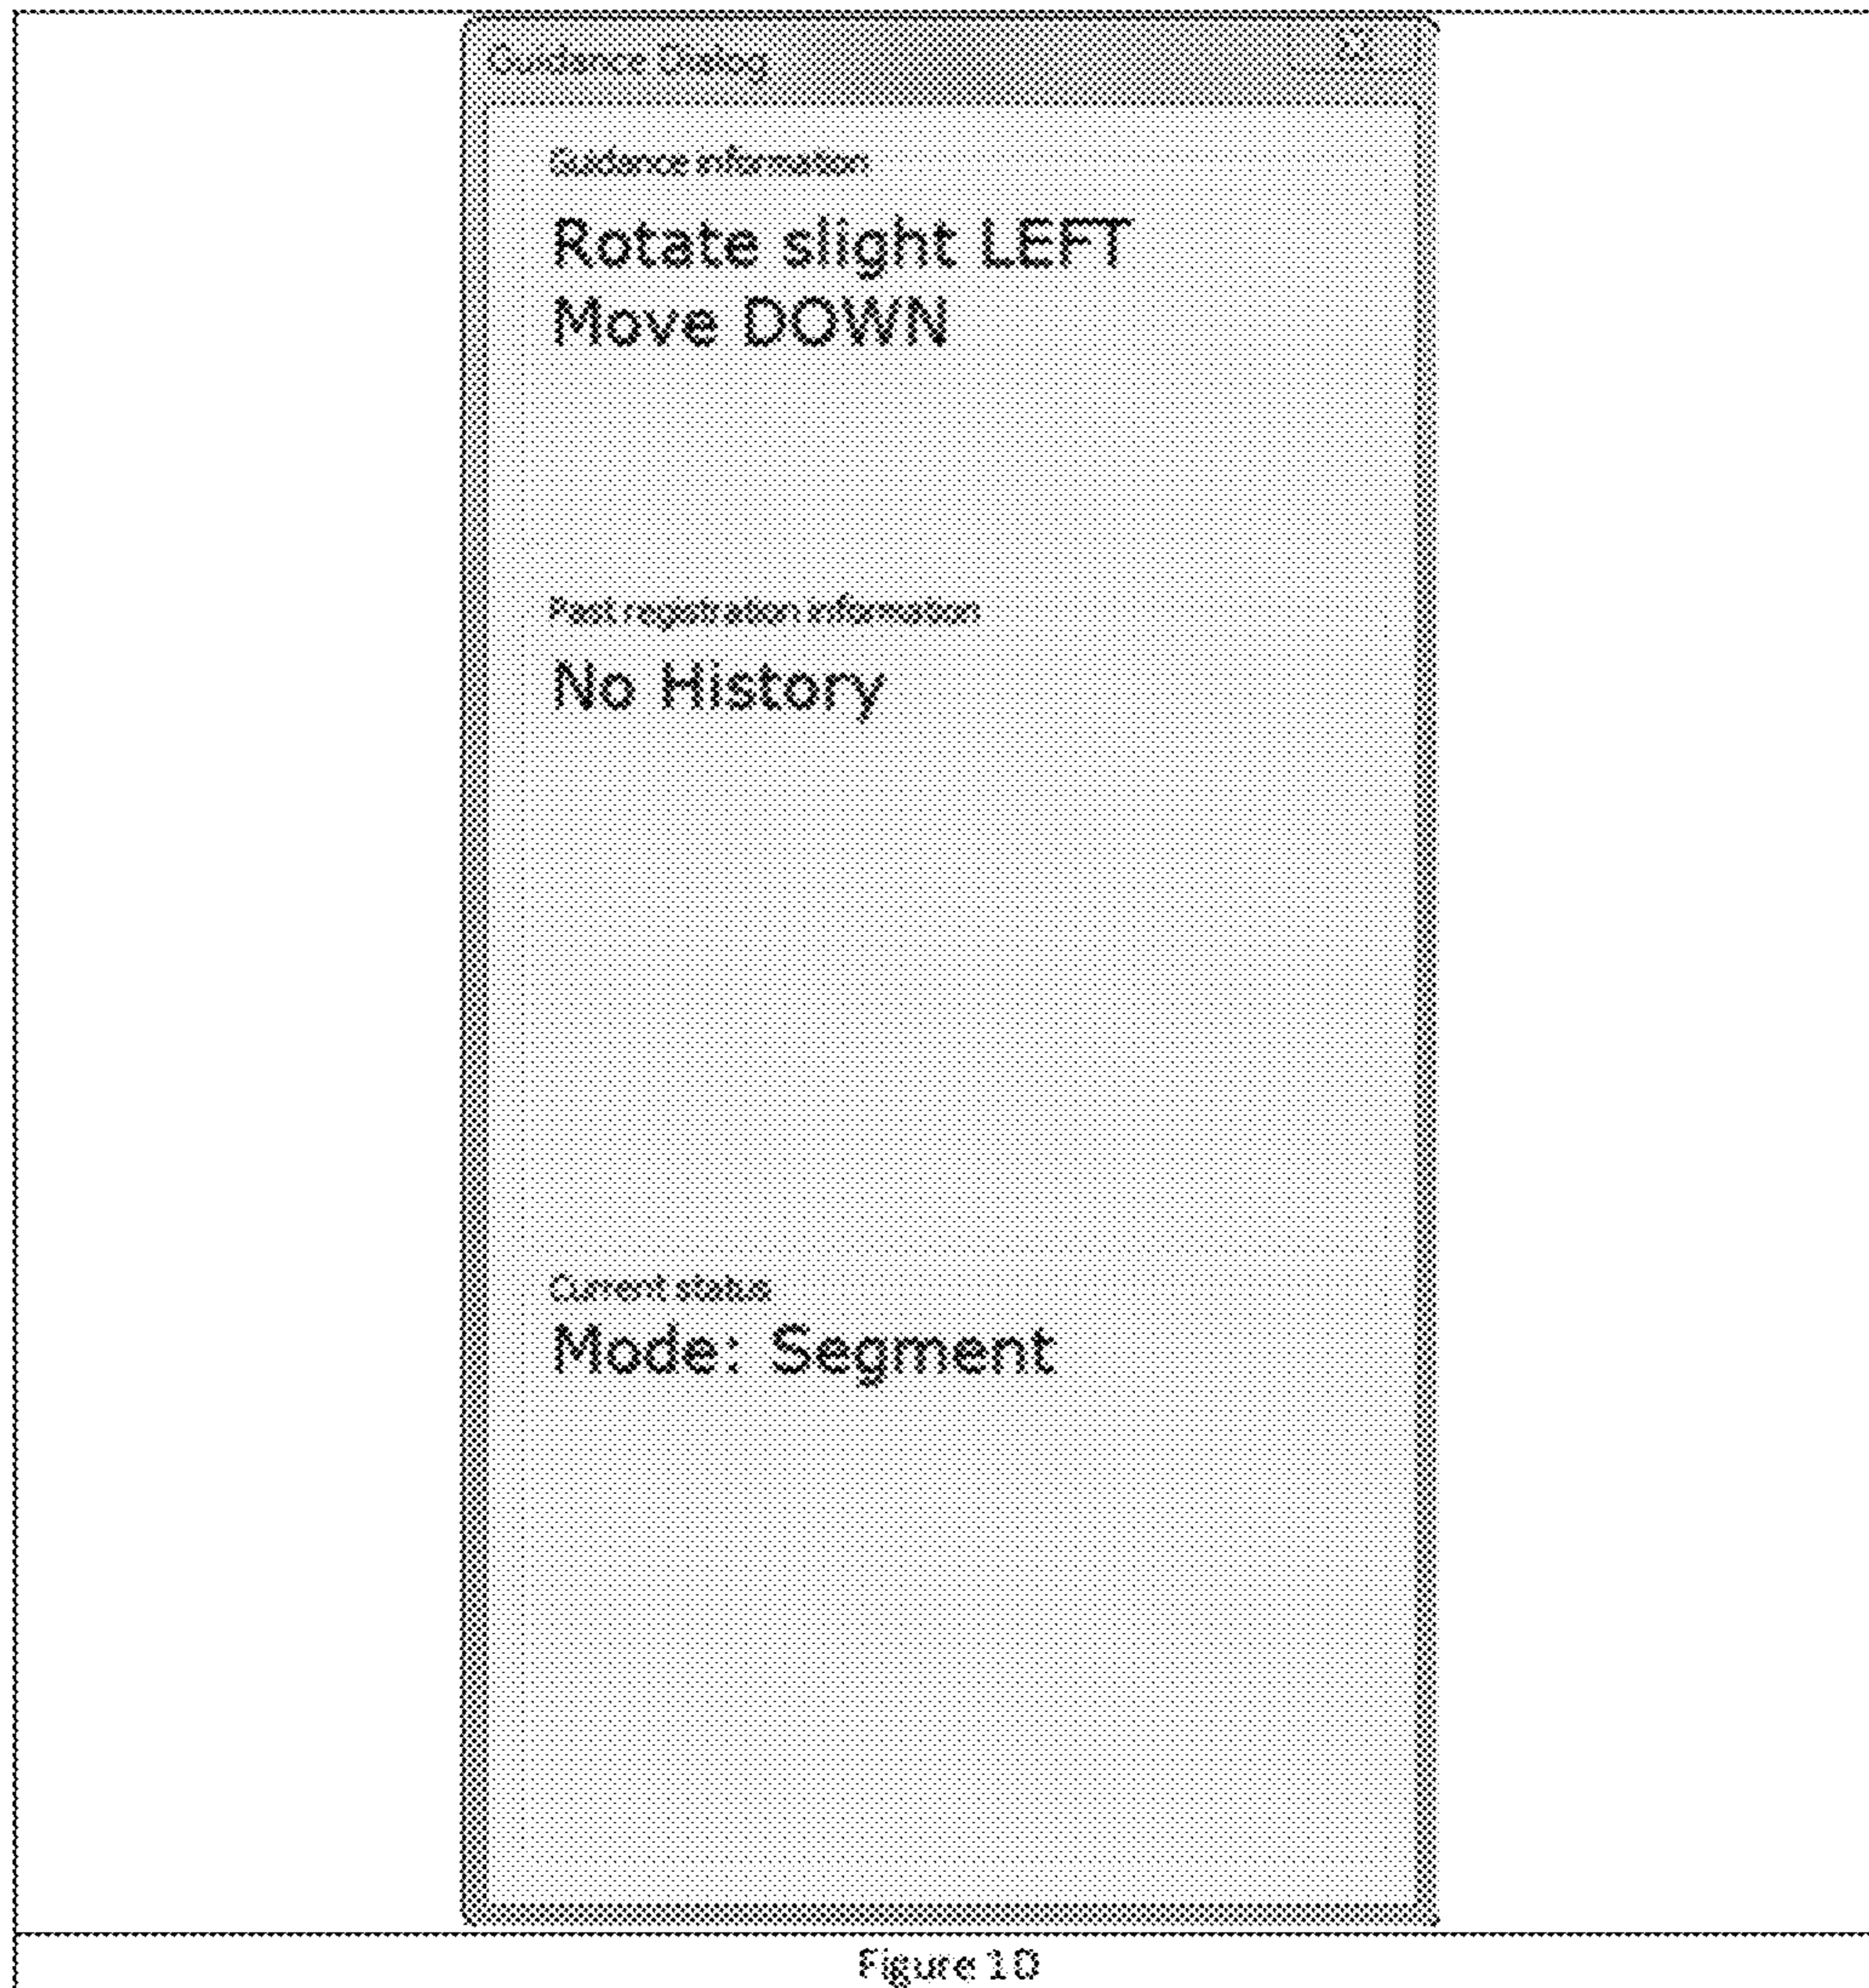 Guidance Dialog
Guidance information
Rotate slight LEFT
Move DOWN
Past registration information
No History
Current status
Mode: Segment
Figure 10